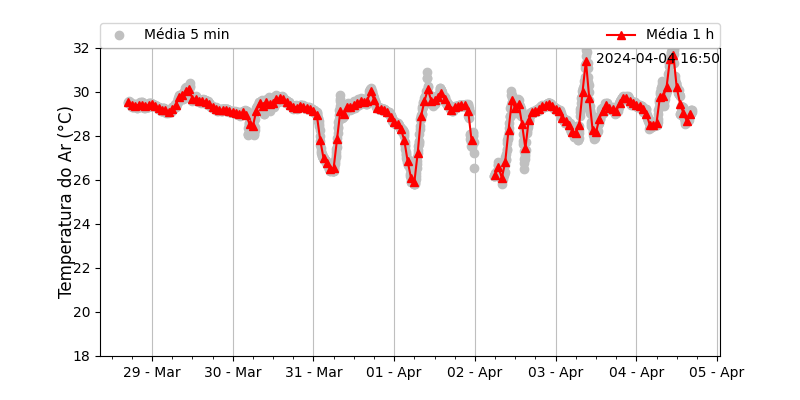 Média 5 min
Média 1 h
2024-04-04 16:50
Temperatura do Ar (°C)
32
30
28
26
24
22
20
18
29 - Mar
30 - Mar
31 - Mar
01 - Apr
02 - Apr
03 - Apr
04 - Apr
05 - Apr